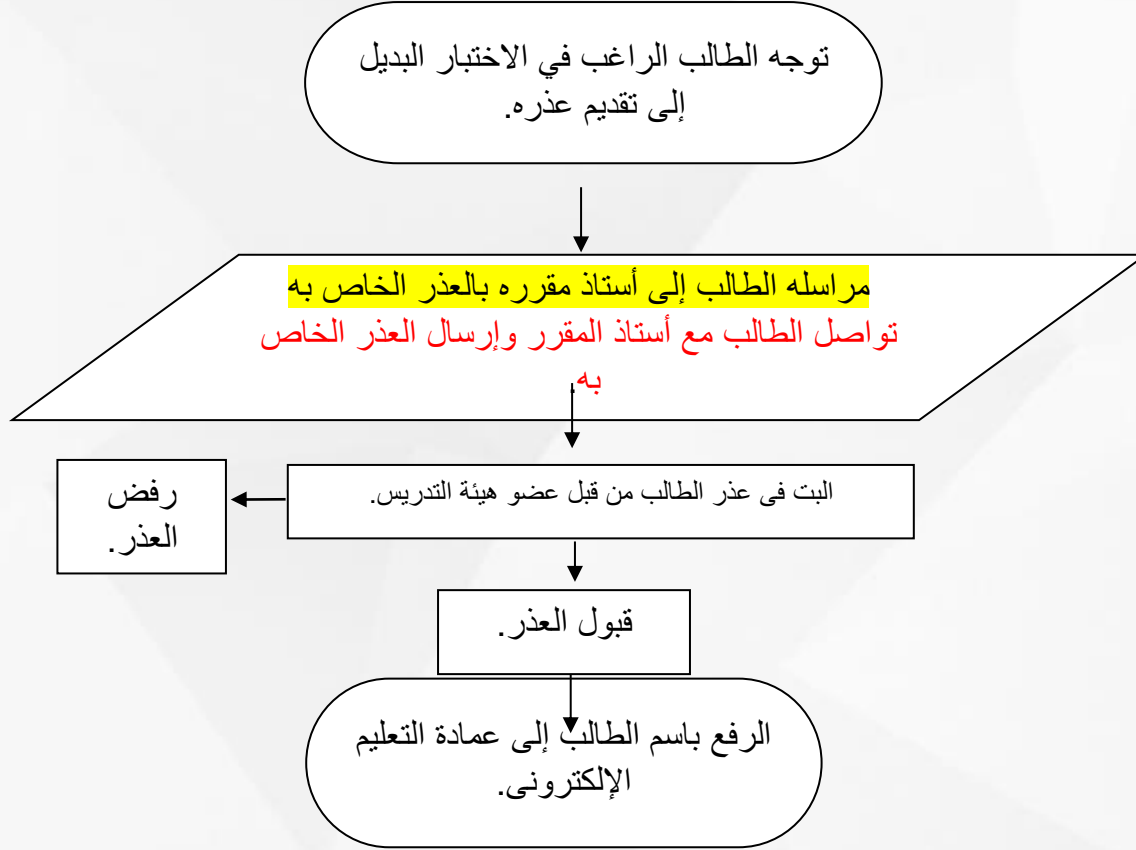 توجه الطالب الراغب في الاختبار البديل
إلى تقديم عذره.
مراسله الطالب إلى أستاذ مقرره بالعذر الخاص به
تواصل الطالب مع أستاذ المقرر وإرسال العذر الخاص
به.
البت فى عذر الطالب من قبل عضو هيئة التدريس.
رفض
العذر.
قبول العذر.
الرفع باسم الطالب إلى عمادة التعليم
الإلكترونى.